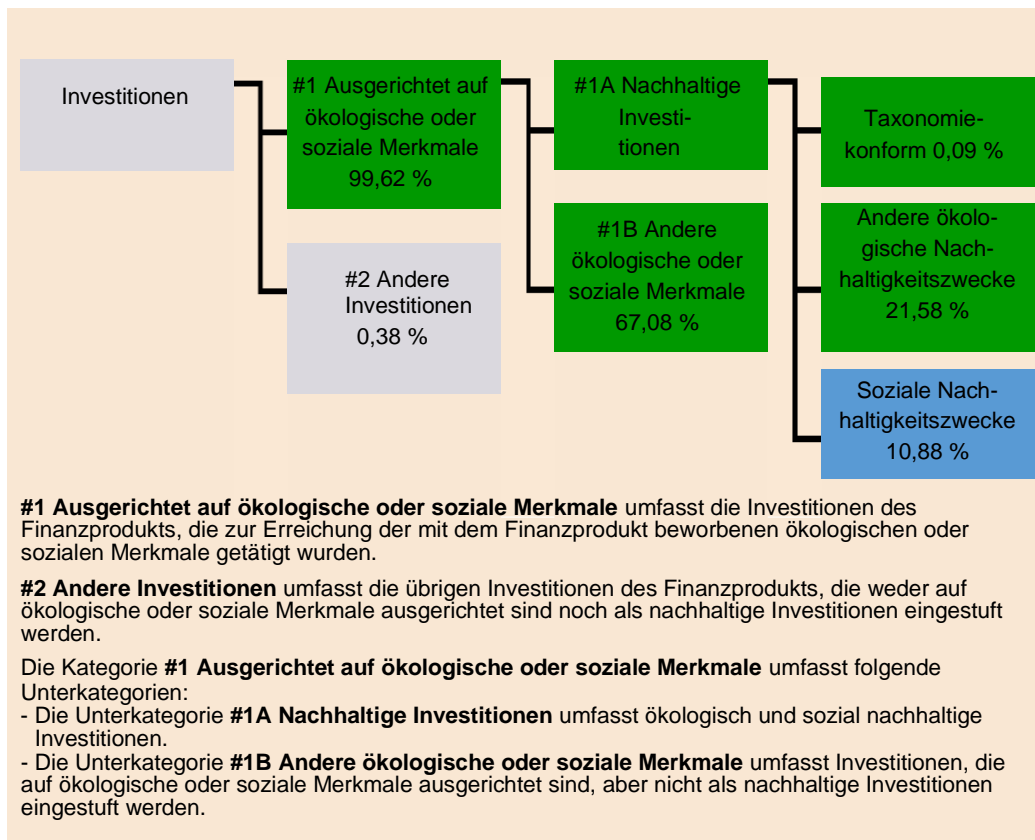 Investitionen
#1 Ausgerichtet auf
ökologische oder
soziale Merkmale
99,62 %
#2 Andere
Investitionen
0,38 %
#1A Nachhaltige
Investi-
tionen
#1B Andere
ökologische oder
soziale Merkmale
67,08 %
Taxonomie-
konform 0,09 %
Andere ökolo-
gische Nach-
haltigkeitszwecke
21,58 %
Soziale Nach-
haltigkeitszwecke
10,88 %
#1 Ausgerichtet auf ökologische oder soziale Merkmale umfasst die Investitionen des
Finanzprodukts, die zur Erreichung der mit dem Finanzprodukt beworbenen ökologischen oder
sozialen Merkmale getätigt wurden.
#2 Andere Investitionen umfasst die übrigen Investitionen des Finanzprodukts, die weder auf
ökologische oder soziale Merkmale ausgerichtet sind noch als nachhaltige Investitionen eingestuft
werden.
Die Kategorie #1 Ausgerichtet auf ökologische oder soziale Merkmale umfasst folgende
Unterkategorien:
- Die Unterkategorie #1A Nachhaltige Investitionen umfasst ökologisch und sozial nachhaltige
Investitionen.
- Die Unterkategorie #1B Andere ökologische oder soziale Merkmale umfasst Investitionen, die
auf ökologische oder soziale Merkmale ausgerichtet sind, aber nicht als nachhaltige Investitionen
eingestuft werden.